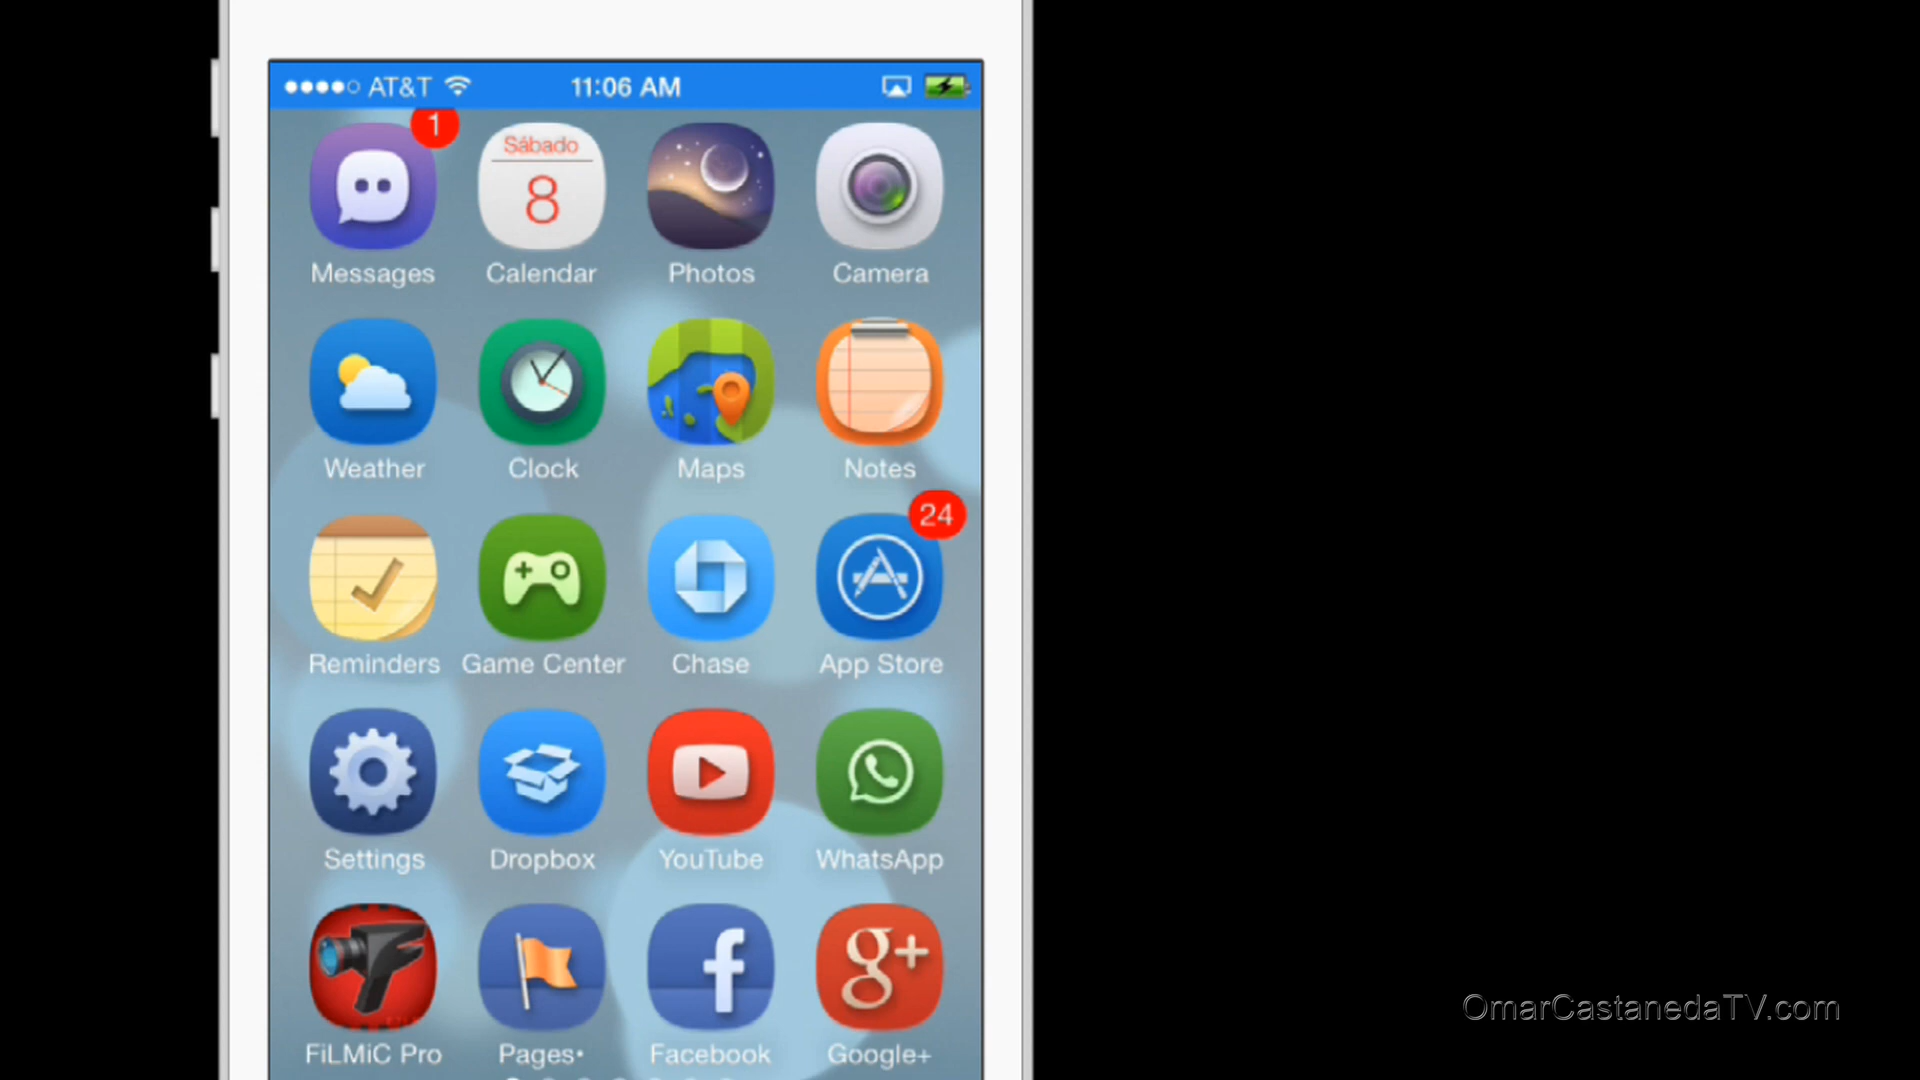 AT&T 11:06 AM
1
Sábado
8
Messages Calendar Photos Camera
Weather Clock Maps Notes
24
Reminders Game Center Chase App Store
Settings Dropbox YouTube WhatsApp
f g+
FiLMiC Pro Pages• Facebook Google+
OmarCastanedaTV.com